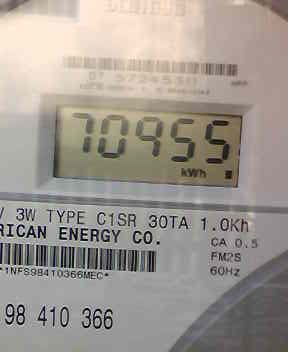 70955
kWh
/ 3W TYPE C1SR 30TA 1.0Kh
RICAN ENERGY CO.
CA 0.5
FM2S
60Hz
*1NFS98410366MEC*
98 410 366